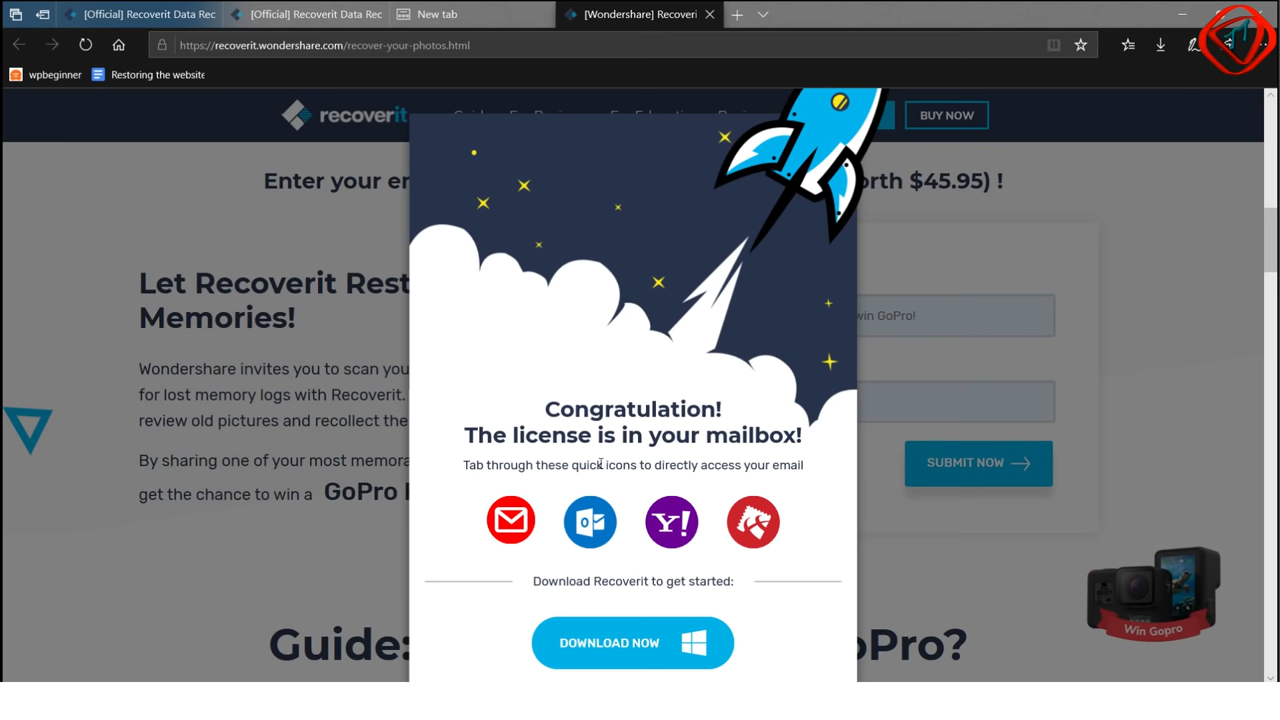 [Official] Recoverit Data Rec
[Official] Recoverit Data Rec
New tab
[Wondershare] Recoveri
https://recoverit.wondershare.com/recover-your-photos.html
wpbeginner
Restoring the website
recoverit
BUY NOW
Enter your em
orth $45.95) !
Let Recoverit Rest
Memories!
Wondershare invites you to scan you
for lost memory logs with Recoverit.
review old pictures and recollect the
By sharing one of your most memora
get the chance to win a GoPro
win GoPro!
SUBMIT NOW
Congratulation!
The license is in your mailbox!
Tab through these quick icons to directly access your email
Y!
Download Recoverit to get started:
DOWNLOAD NOW
Win Gopro
Guide:
oPro?